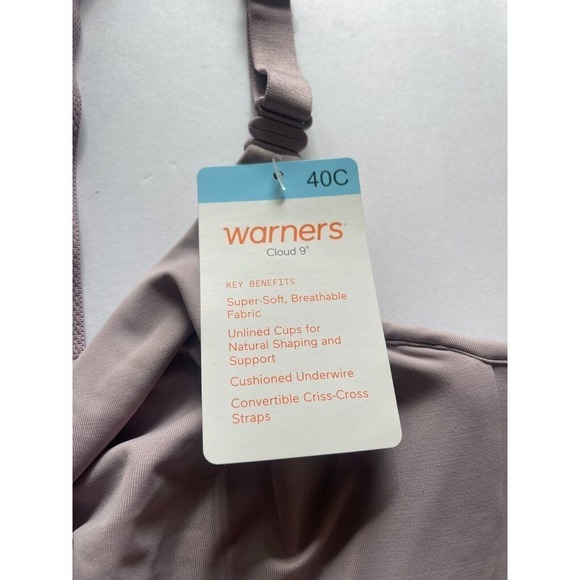 40C
warners®
Cloud 9®
KEY BENEFITS
Super-Soft, Breathable
Fabric
Unlined Cups for
Natural Shaping and
Support
Cushioned Underwire
Convertible Criss-Cross
Straps